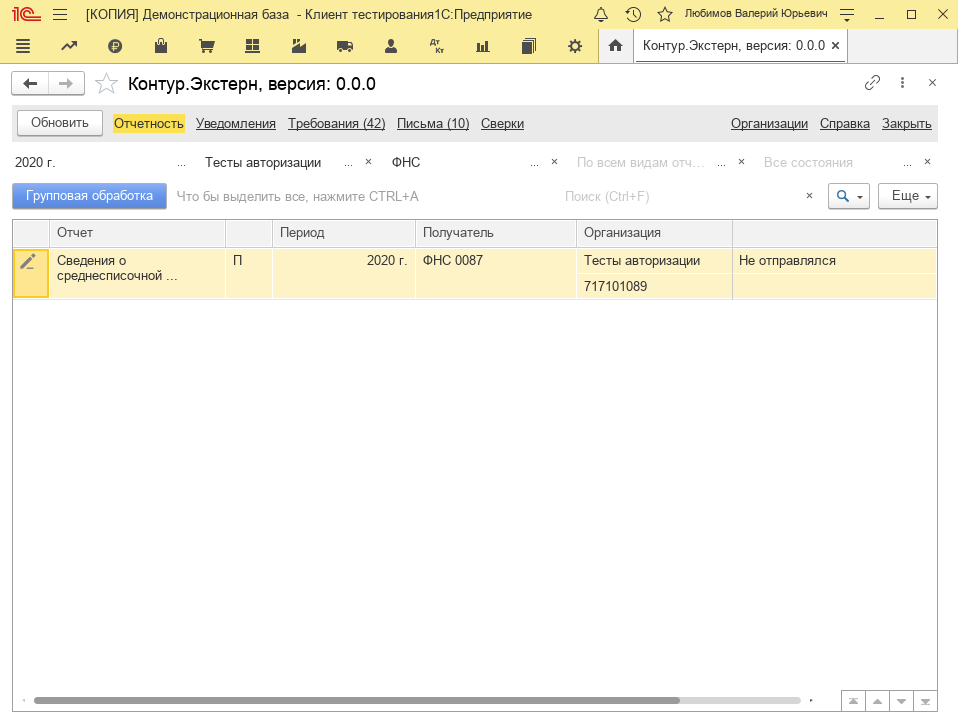 1С [КОПИЯ] Демонстрационная база - Клиент тестирования1С:Предприятие Любимов Валерий Юрьевич
₽ Дт Кт Контур.Экстерн, версия: 0.0.0 ×
Контур.Экстерн, версия: 0.0.0
Обновить Отчетность Уведомления Требования (42) Письма (10) Сверки Организации Справка Закрыть
2020 г. ... Тесты авторизации ... × ФНС ... × По всем видам отч... ... × Все состояния ... ×
Групповая обработка Что бы выделить все, нажмите CTRL+A Поиск (Ctrl+F) × Еще
Отчет Период Получатель Организация
Сведения о П 2020 г. ФНС 0087 Тесты авторизации Не отправлялся
среднесписочной ...
717101089